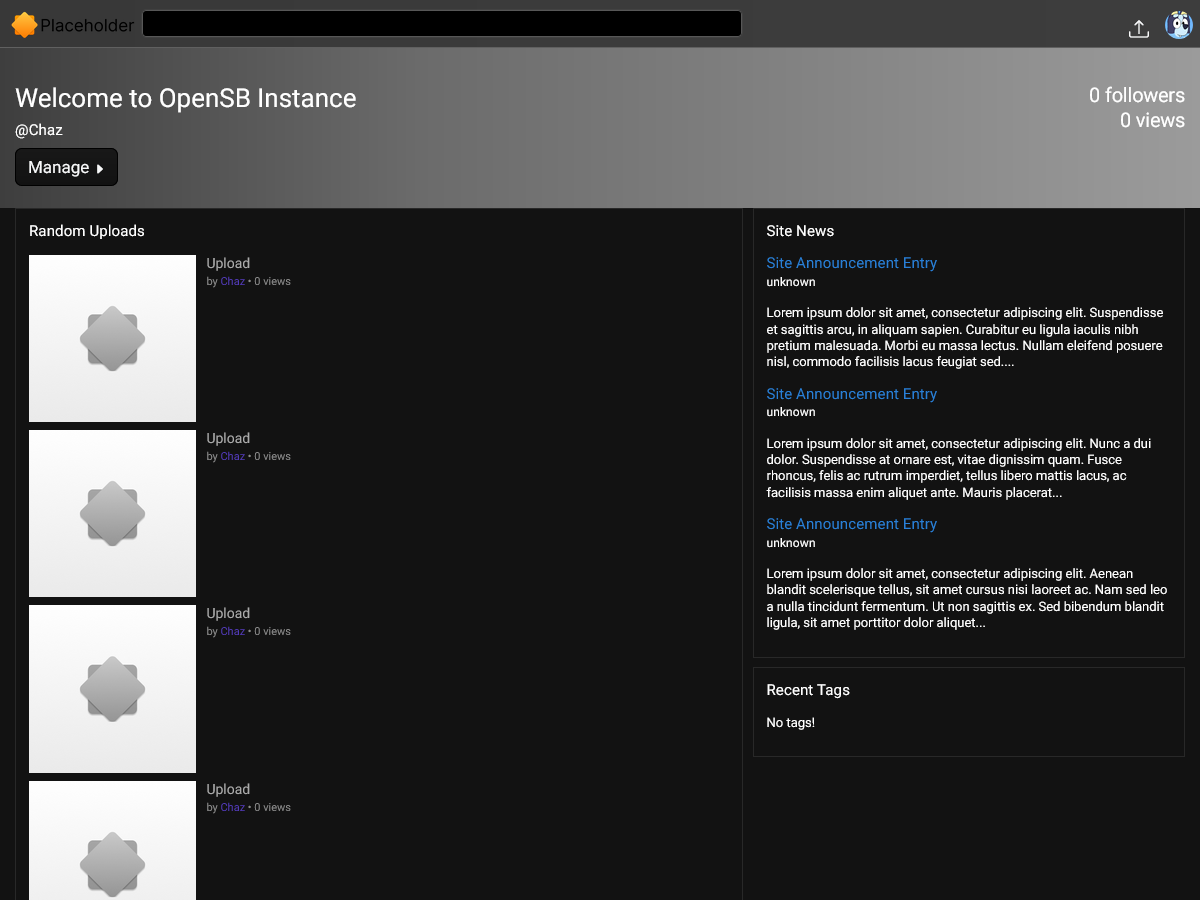 Placeholder
Welcome to OpenSB Instance
@Chaz
Manage
0 followers
0 views
Random Uploads
Upload
by Chaz • 0 views
Upload
by Chaz • 0 views
Upload
by Chaz • 0 views
Upload
by Chaz • 0 views
Site News
Site Announcement Entry
unknown
Lorem ipsum dolor sit amet, consectetur adipiscing elit. Suspendisse
et sagittis arcu, in aliquam sapien. Curabitur eu ligula iaculis nibh
pretium malesuada. Morbi eu massa lectus. Nullam eleifend posuere
nisl, commodo facilisis lacus feugiat sed....
Site Announcement Entry
unknown
Lorem ipsum dolor sit amet, consectetur adipiscing elit. Nunc a dui
dolor. Suspendisse at ornare est, vitae dignissim quam. Fusce
rhoncus, felis ac rutrum imperdiet, tellus libero mattis lacus, ac
facilisis massa enim aliquet ante. Mauris placerat...
Site Announcement Entry
unknown
Lorem ipsum dolor sit amet, consectetur adipiscing elit. Aenean
blandit scelerisque tellus, sit amet cursus nisi laoreet ac. Nam sed leo
a nulla tincidunt fermentum. Ut non sagittis ex. Sed bibendum blandit
ligula, sit amet porttitor dolor aliquet...
Recent Tags
No tags!